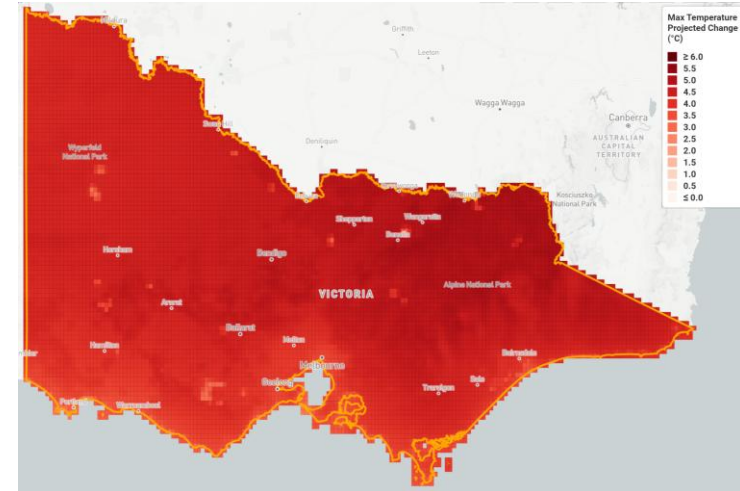 Max Temperature
Projected Change
(°C)
≥ 6.0
5.5
5.0
4.5
4.0
3.5
3.0
2.5
2.0
1.5
1.0
0.5
≤ 0.0
Griffith
Leeton
Wagga Wagga
Canberra
AUSTRALIAN
CAPITAL
TERRITORY
Deniliquin
Wyperfeld
National Park
Kosciuszko
National Park
Shepparton
Wangaratta
Benalla
Horsham
Bendigo
Alpine National Park
VICTORIA
Ararat
Ballarat
Melton
Hamilton
Melbourne
Bairnsdale
Geelong
Traralgon
Sale
Warrnambool